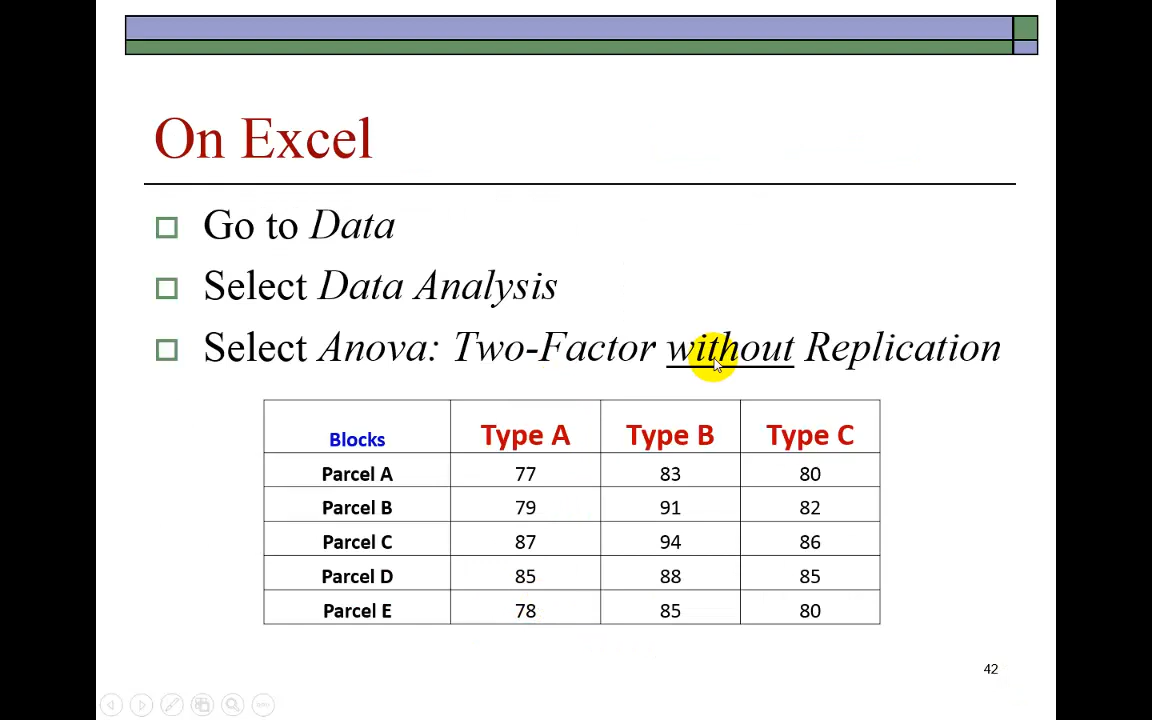 On Excel
Go to Data
Select Data Analysis
Select Anova: Two-Factor without Replication
Blocks Type A Type B Type C
Parcel A 77 83 80
Parcel B 79 91 82
Parcel C 87 94 86
Parcel D 85 88 85
Parcel E 78 85 80
42